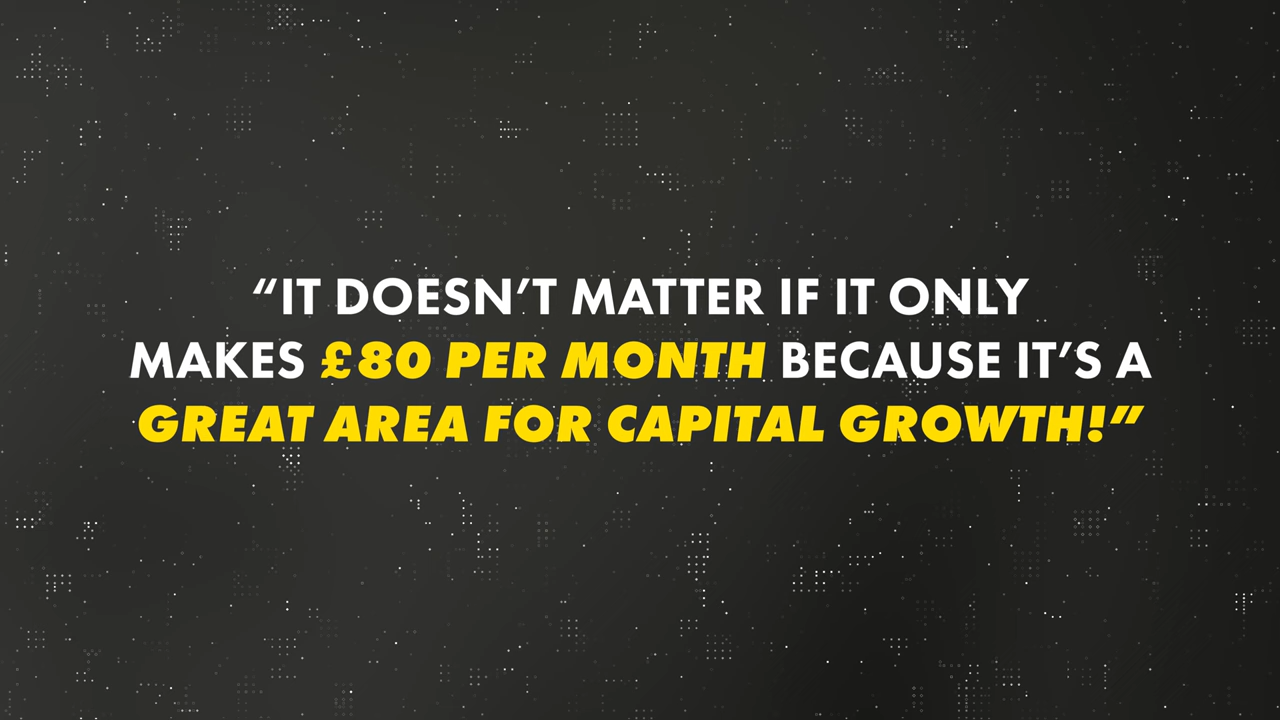 “IT DOESN’T MATTER IF IT ONLY
MAKES £80 PER MONTH BECAUSE IT’S A
GREAT AREA FOR CAPITAL GROWTH!”